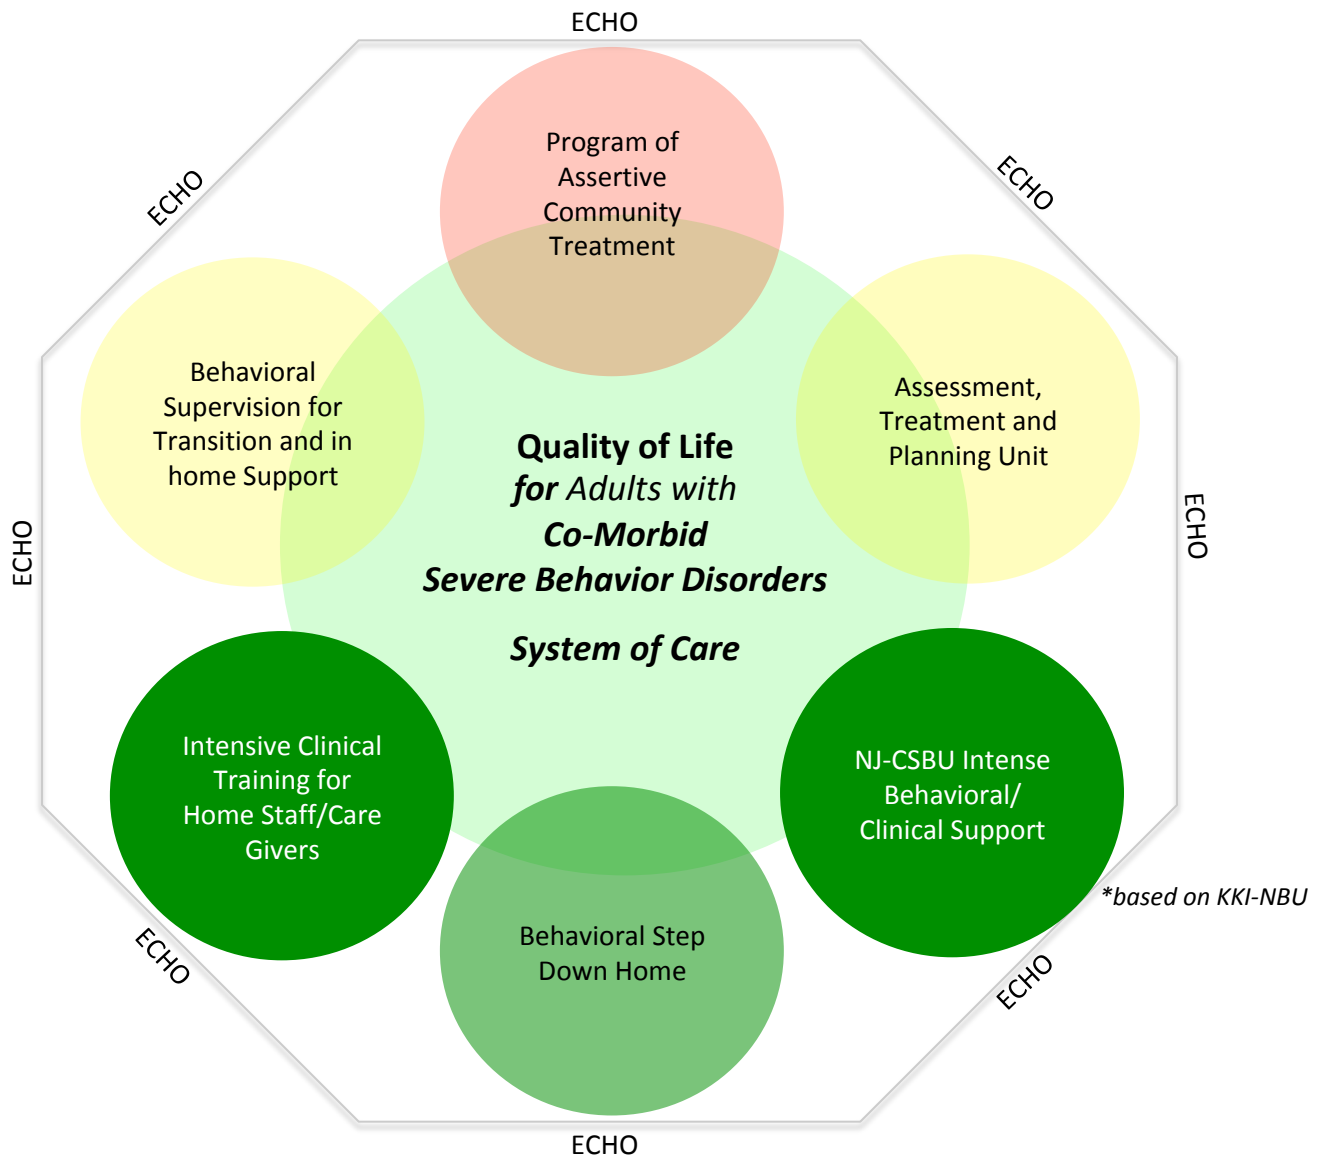 ECHO
Program of
Assertive
Community
Treatment
ECHO
ECHO
Behavioral
Supervision for
Transition and in
home Support
Assessment,
Treatment and
Planning Unit
Quality of Life
for Adults with
Co-Morbid
Severe Behavior Disorders
System of Care
ECHO
ECHO
Intensive Clinical
Training for
Home Staff/Care
Givers
NJ-CSBU Intense
Behavioral/
Clinical Support
*based on KKI-NBU
Behavioral Step
Down Home
ECHO
ECHO
ECHO